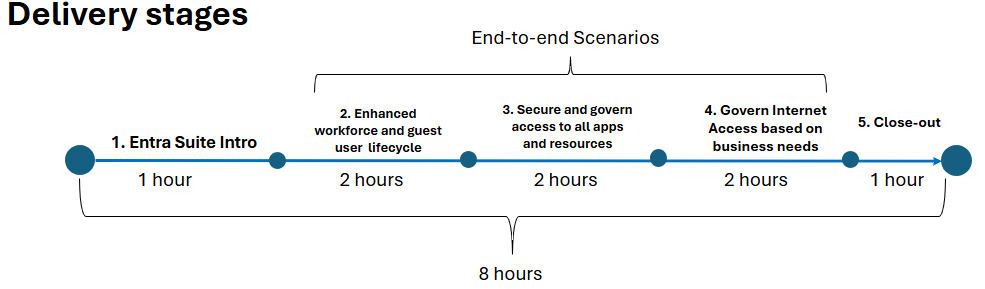 Delivery stages
End-to-end Scenarios
1. Entra Suite Intro
2. Enhanced
workforce and guest
user lifecycle
3. Secure and govern
access to all apps
and resources
4. Govern Internet
Access based on
business needs
5. Close-out
1 hour
2 hours
2 hours
2 hours
1 hour
8 hours